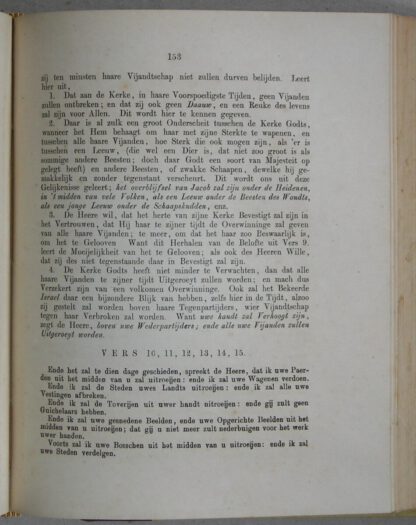 153
zij ten minsten haare Vijandtschap niet zullen durven belijden. Leert
hier uit,
1. Dat aan de Kerke, in haare Voorspoedigste Tijden, geen Vijanden
zullen ontbreken; en dat zij ook geen Daauw, en een Reuke des levens
zal zijn voor Allen. Dit wordt hier te kennen gegeven.
2. Daar is al zulk een groot Onderscheit tusschen de Kerke Godts,
wanneer het Hem behaagt om haar met zijne Sterkte te wapenen, en
tusschen alle haare Vijanden, hoe Sterk die ook mogen zijn, als 'er is
tusschen een Leeuw, (die wel een Dier is, dat niet zoo groot is als
sommige andere Beesten; doch daar Godt een soort van Majesteit op
gelegt heeft) en andere Beesten, of zwakke Schaapen, dewelke hij ge-
makkelijk en zonder tegenstant verscheurt. Dit wordt ons uit deze
Gelijkenisse geleert; het overblijfsel van Jacob zal zijn onder de Heidenen,
in 't midden van vele Volken, als een Leeuw onder de Beesten des Woudts,
als een jonge Leeuw onder de Schaapskudden, enz.
3. De Heere wil, dat het herte van zijne Kerke Bevestigt zal zijn in
het Vertrouwen, dat Hij haar te zijner tijdt de Overwinninge zal geven
van alle haare Vijanden; te meer, om dat het haar zoo Beswaarlijk is,
om het te Gelooven Want dit Herhalen van de Belofte uit Vers 9.
leert de Moeijelijkheit van het te Gelooven; als ook des Heeren Wille,
dat zij des niet tegenstaande daar in Bevestigt zal zijn.
4. De Kerke Godts heeft niet minder te Verwachten, dan dat alle
haare Vijanden te zijner tijdt Uitgeroeyt zullen worden; en mach dus
Verzekert zijn van een volkomen Overwinninge. Ook zal het Bekeerde
Israel daar een bijzondere Blijk van hebben, zelfs hier in de Tijdt, alzoo
zij gestelt zal worden boven haare Tegenpartijders, wier Vijandschap
tegen haar Verbroken zal worden. Want uwe handt zal Verhoogt zijn,
zegt de Heere, boven uwe Wederpartijders; ende alle uwe Vijanden zullen
Uitgeroeyt worden.
VERS 10, 11, 12, 13, 14, 15.
Ende het zal te dien dage geschieden, spreekt de Heere, dat ik uwe Paer-
den uit het midden van u zal uitroeijen: ende ik zal uwe Wagenen verdoen.
Ende ik zal de Steden uwes Landts uitroeijen: ende ik zal alle uwe
Vestingen afbreken.
Ende ik zal de Toverijen uit uwer handt uitroeijen: ende gij zult geen
Guichelaars hebben.
Ende ik zal uwe gesnedene Beelden, ende uwe Opgerichte Beelden uit het
midden van u uitroeijen; dat gij u niet meer zult nederbuigen voor het werk
uwer handen.
Voorts zal ik uwe Bosschen uit het midden van u uitroeijen: ende ik zal
uwe Steden verdelgen.